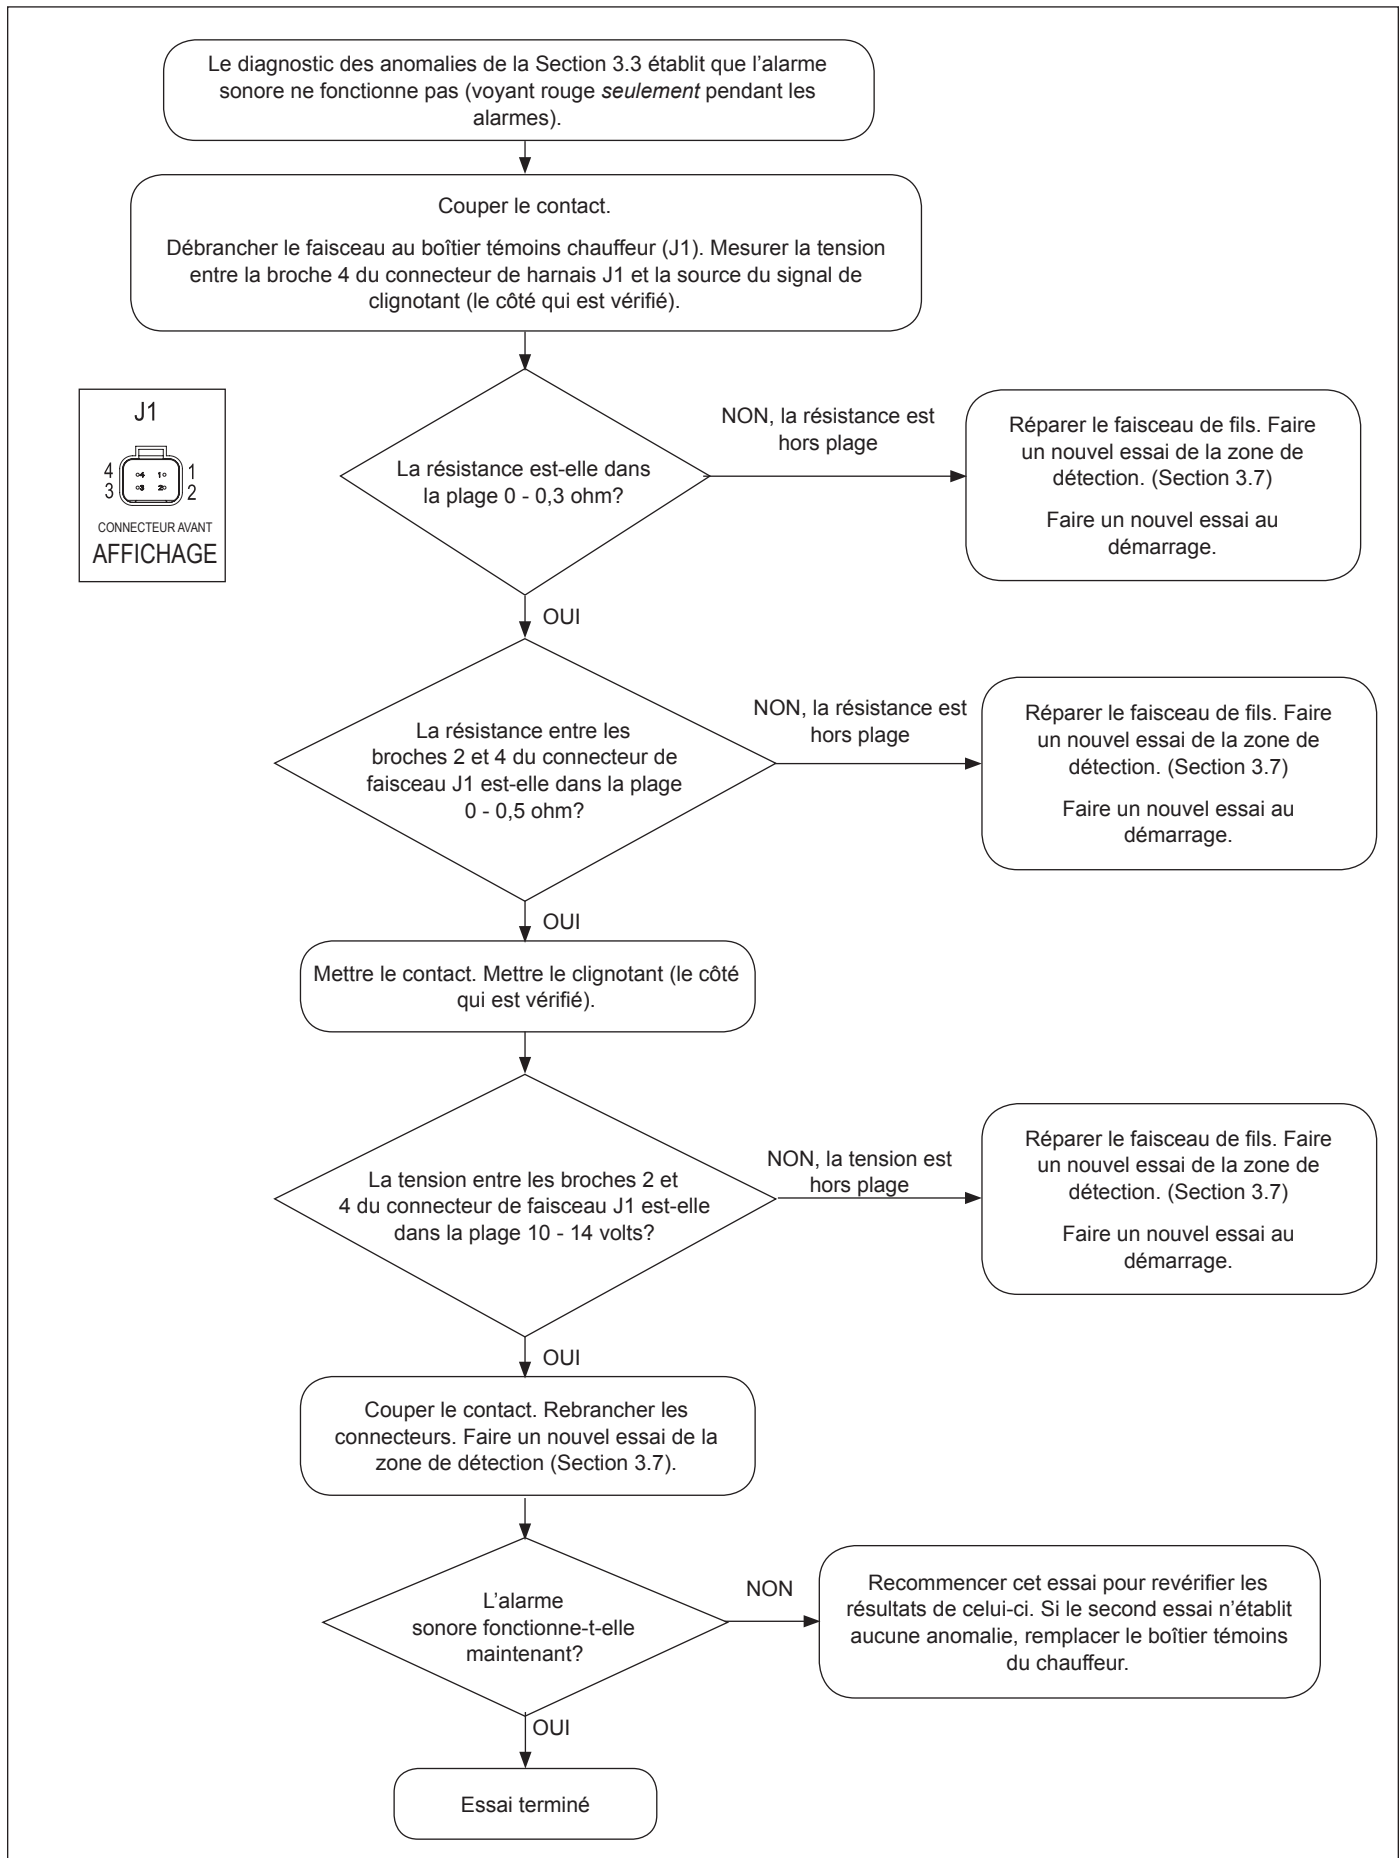 Le diagnostic des anomalies de la Section 3.3 établit que l’alarme
sonore ne fonctionne pas (voyant rouge seulement pendant les
alarmes).
Couper le contact.
Débrancher le faisceau au boîtier témoins chauffeur (J1). Mesurer la tension
entre la broche 4 du connecteur de harnais J1 et la source du signal de
clignotant (le côté qui est vérifié).
J1
4 4 1 1
3 3 2 2
CONNECTEUR AVANT
AFFICHAGE
La résistance est-elle dans
la plage 0 - 0,3 ohm?
NON, la résistance est
hors plage
Réparer le faisceau de fils. Faire
un nouvel essai de la zone de
détection. (Section 3.7)
Faire un nouvel essai au
démarrage.
OUI
La résistance entre les
broches 2 et 4 du connecteur de
faisceau J1 est-elle dans la plage
0 - 0,5 ohm?
NON, la résistance est
hors plage
Réparer le faisceau de fils. Faire
un nouvel essai de la zone de
détection. (Section 3.7)
Faire un nouvel essai au
démarrage.
OUI
Mettre le contact. Mettre le clignotant (le côté
qui est vérifié).
La tension entre les broches 2 et
4 du connecteur de faisceau J1 est-elle
dans la plage 10 - 14 volts?
NON, la tension est
hors plage
Réparer le faisceau de fils. Faire
un nouvel essai de la zone de
détection. (Section 3.7)
Faire un nouvel essai au
démarrage.
OUI
Couper le contact. Rebrancher les
connecteurs. Faire un nouvel essai de la
zone de détection (Section 3.7).
L’alarme
sonore fonctionne-t-elle
maintenant?
NON
Recommencer cet essai pour revérifier les
résultats de celui-ci. Si le second essai n’établit
aucune anomalie, remplacer le boîtier témoins
du chauffeur.
OUI
Essai terminé